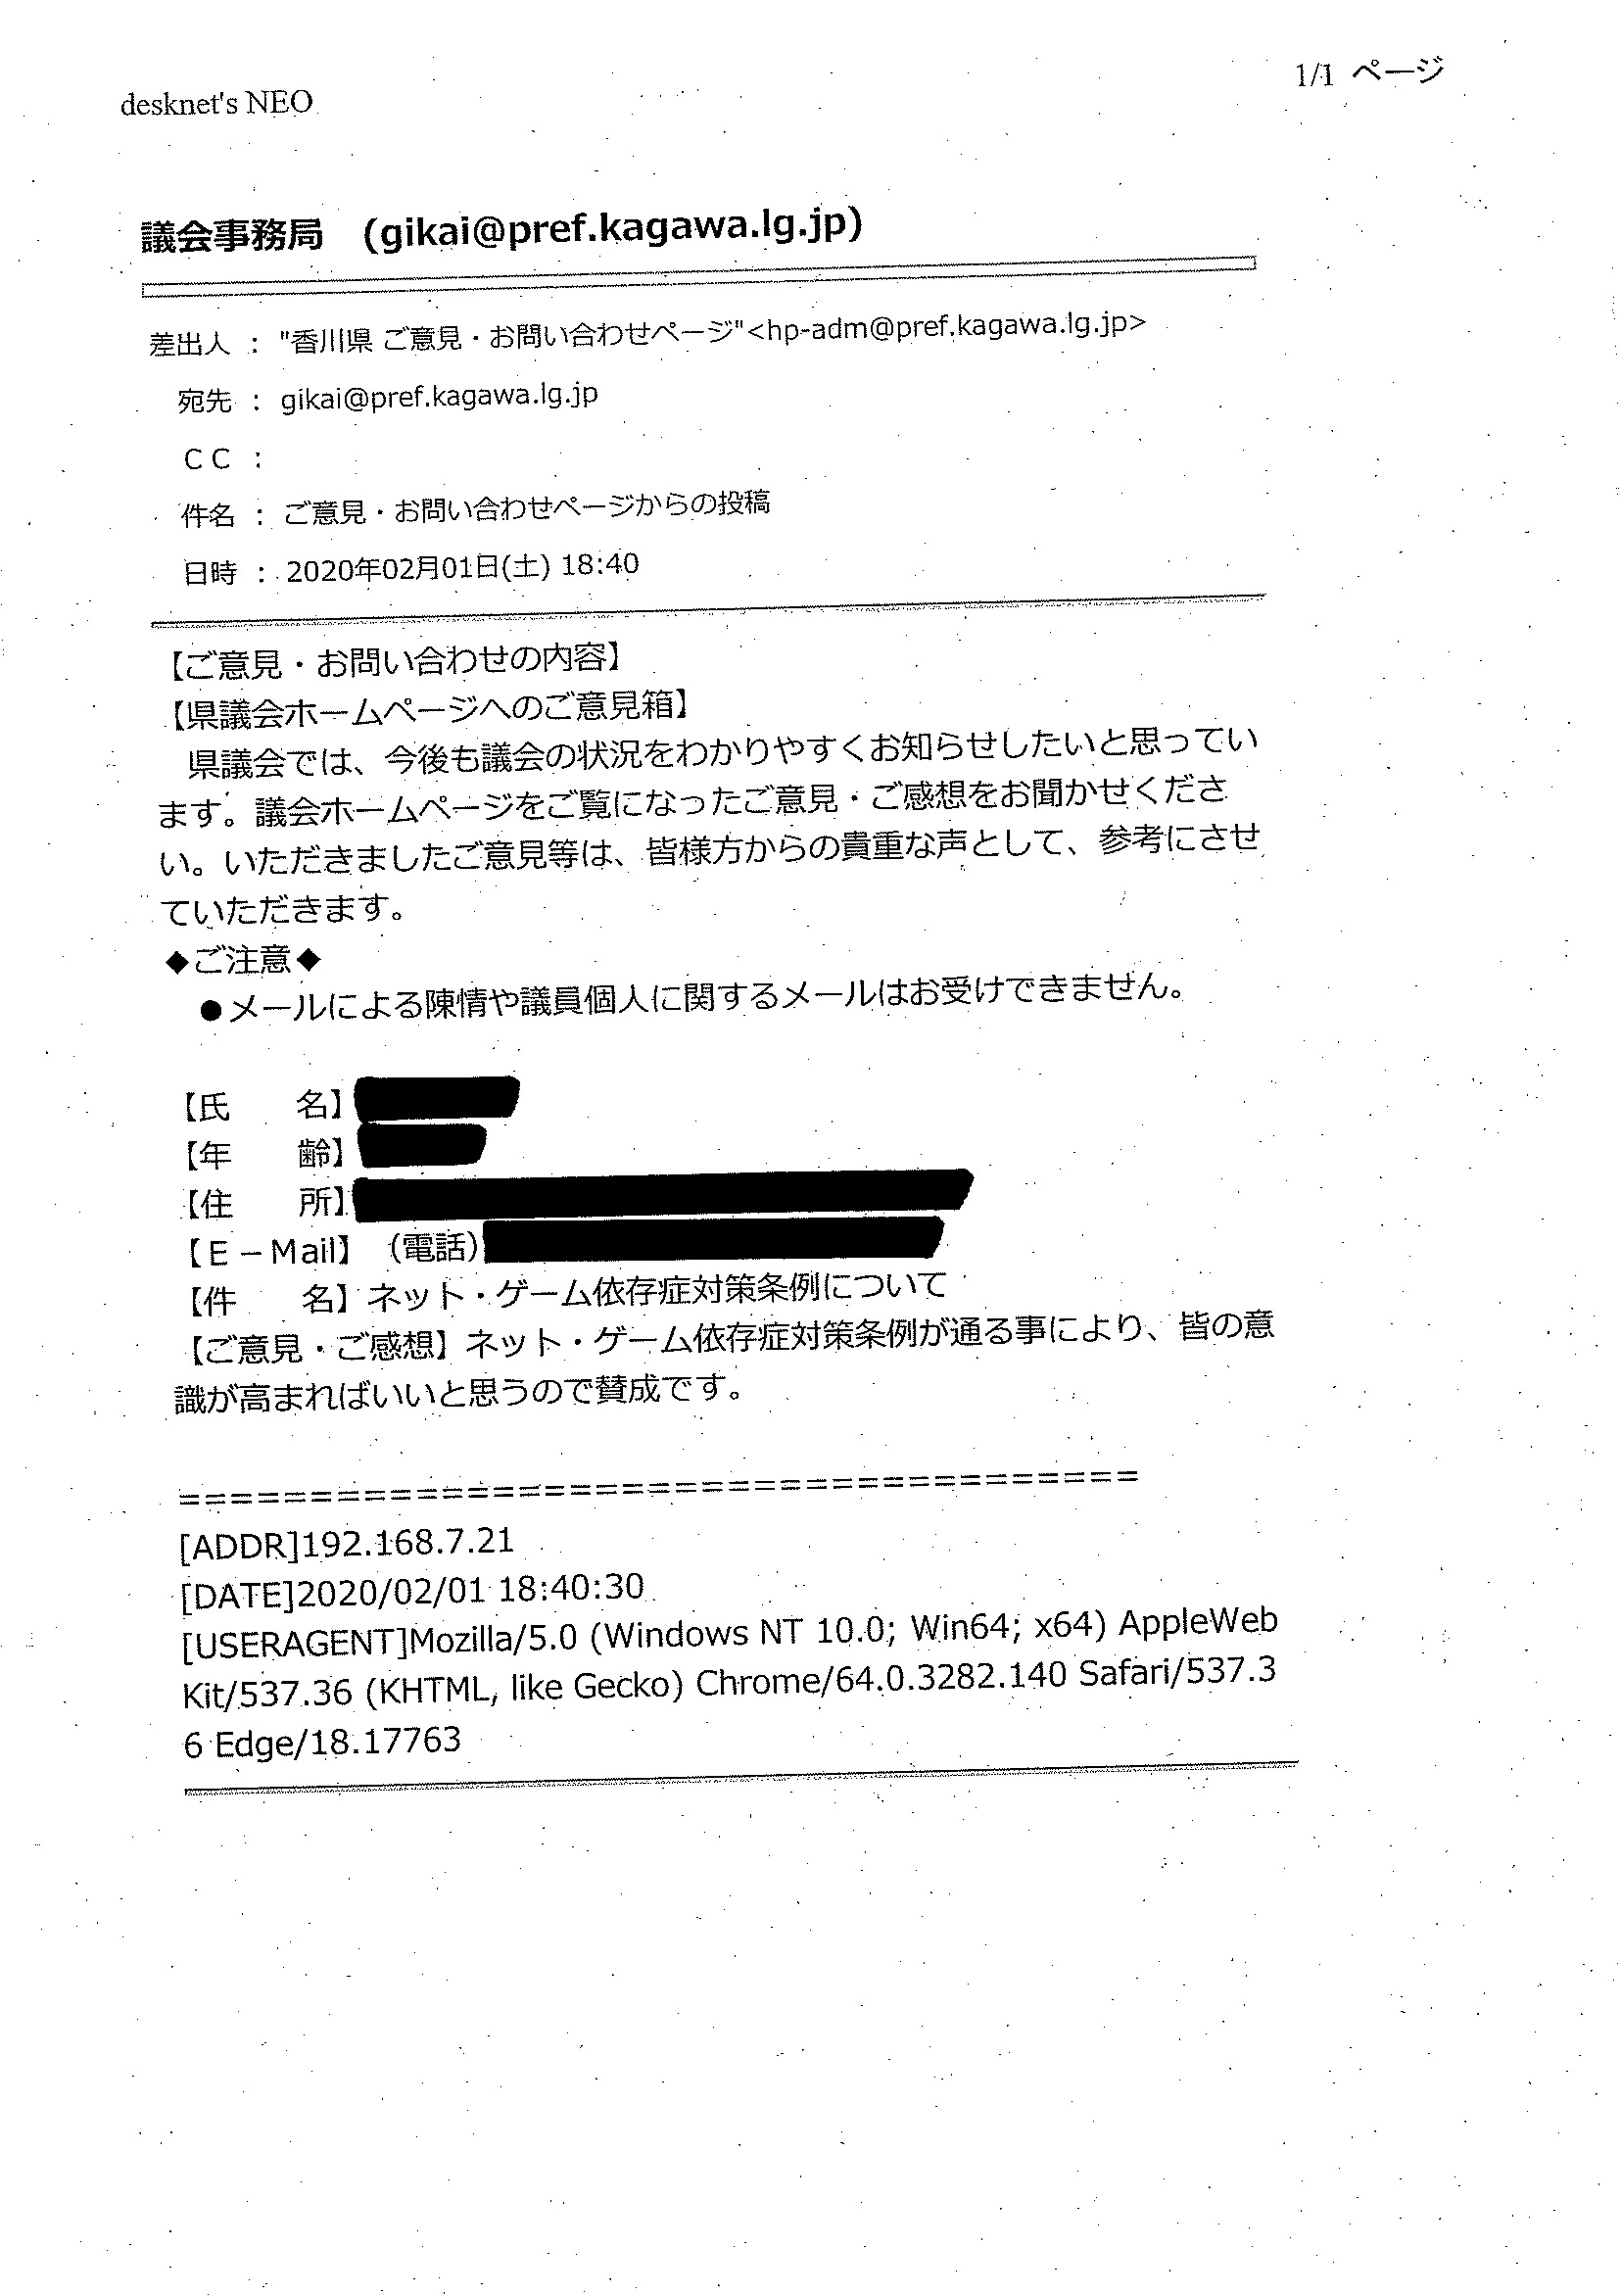 desknet's NEO
1/1 ページ
議会事務局　(gikai@pref.kagawa.lg.jp)
差出人 ： "香川県 ご意見・お問い合わせページ"<hp-adm@pref.kagawa.lg.jp>
宛先 ： gikai@pref.kagawa.lg.jp
ＣＣ ：
件名 ： ご意見・お問い合わせページからの投稿
日時 ： 2020年02月01日(土) 18:40
【ご意見・お問い合わせの内容】
【県議会ホームページへのご意見箱】
　県議会では、今後も議会の状況をわかりやすくお知らせしたいと思ってい
ます。議会ホームページをご覧になったご意見・ご感想をお聞かせくださ
い。いただきましたご意見等は、皆様方からの貴重な声として、参考にさせ
ていただきます。
◆ご注意◆
　●メールによる陳情や議員個人に関するメールはお受けできません。
【氏　　名】
【年　　齢】
【住　　所】
【Ｅ－Mail】（電話）
【件　　名】ネット・ゲーム依存症対策条例について
【ご意見・ご感想】ネット・ゲーム依存症対策条例が通る事により、皆の意
識が高まればいいと思うので賛成です。
====================================
[ADDR]192.168.7.21
[DATE]2020/02/01 18:40:30
[USERAGENT]Mozilla/5.0 (Windows NT 10.0; Win64; x64) AppleWeb
Kit/537.36 (KHTML, like Gecko) Chrome/64.0.3282.140 Safari/537.3
6 Edge/18.17763